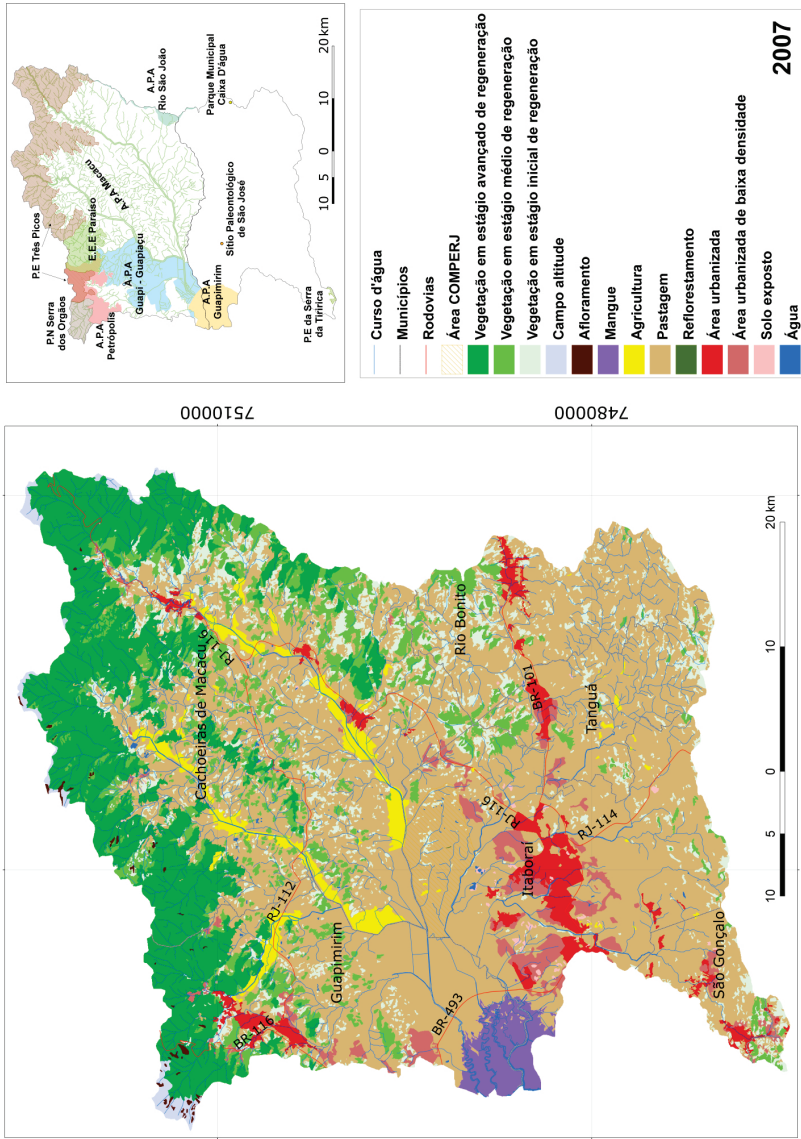 P.N Serra
dos Orgãos
P.E Três Picos
A.P.A
Petrópolis
E.E.E Paraíso
A.P.A Macacu
A.P.A
Guapi - Guapiaçu
A.P.A
Guapimirim
A.P.A
Rio São João
Parque Municipal
Caixa D'água
Sítio Paleontológico
de São José
P.E da Serra
da Tiririca
10 5 0 10 20 km
2007
Curso d'água
Municípios
Rodovias
Área COMPERJ
Vegetação em estágio avançado de regeneração
Vegetação em estágio médio de regeneração
Vegetação em estágio inicial de regeneração
Campo altitude
Afloramento
Mangue
Agricultura
Pastagem
Reflorestamento
Área urbanizada
Área urbanizada de baixa densidade
Solo exposto
Água
7510000
7480000
Cachoeiras de Macacu
RJ-116
RJ-112
BR-116
Guapimirim
BR-493
Rio Bonito
BR-101
Tanguá
RJ-116
Itaboraí
RJ-114
São Gonçalo
10 5 0 10 20 km